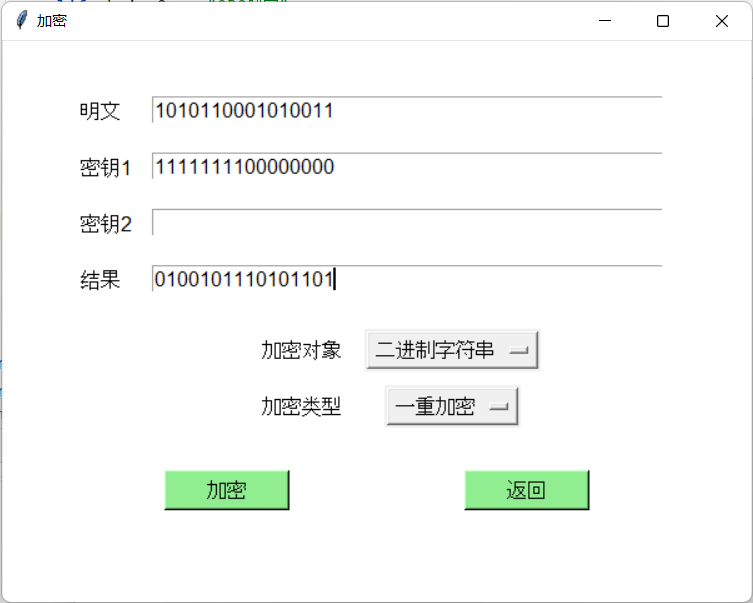 加密
明文 1010110001010011
密钥1 1111111100000000
密钥2
结果 0100101110101101
加密对象 二进制字符串
加密类型 一重加密
加密 返回